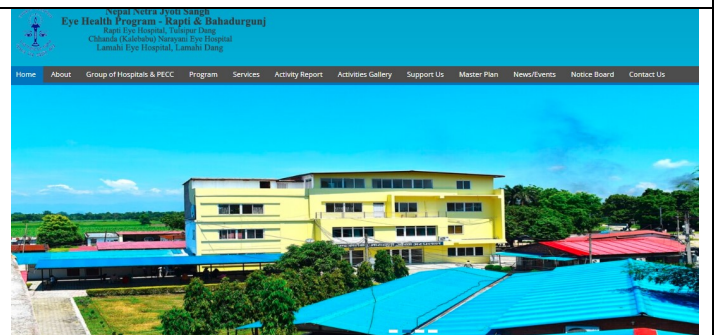 Nepal Netra Jyoti Sangh
Eye Health Program - Rapti & Bahadurgunj
Rapti Eye Hospital, Tulsipur Dang
Chhanda (Kalebabu) Narayani Eye Hospital
Lamahi Eye Hospital, Lamahi Dang
Home About Group of Hospitals & PECC Program Services Activity Report Activities Gallery Support Us Master Plan News/Events Notice Board Contact Us